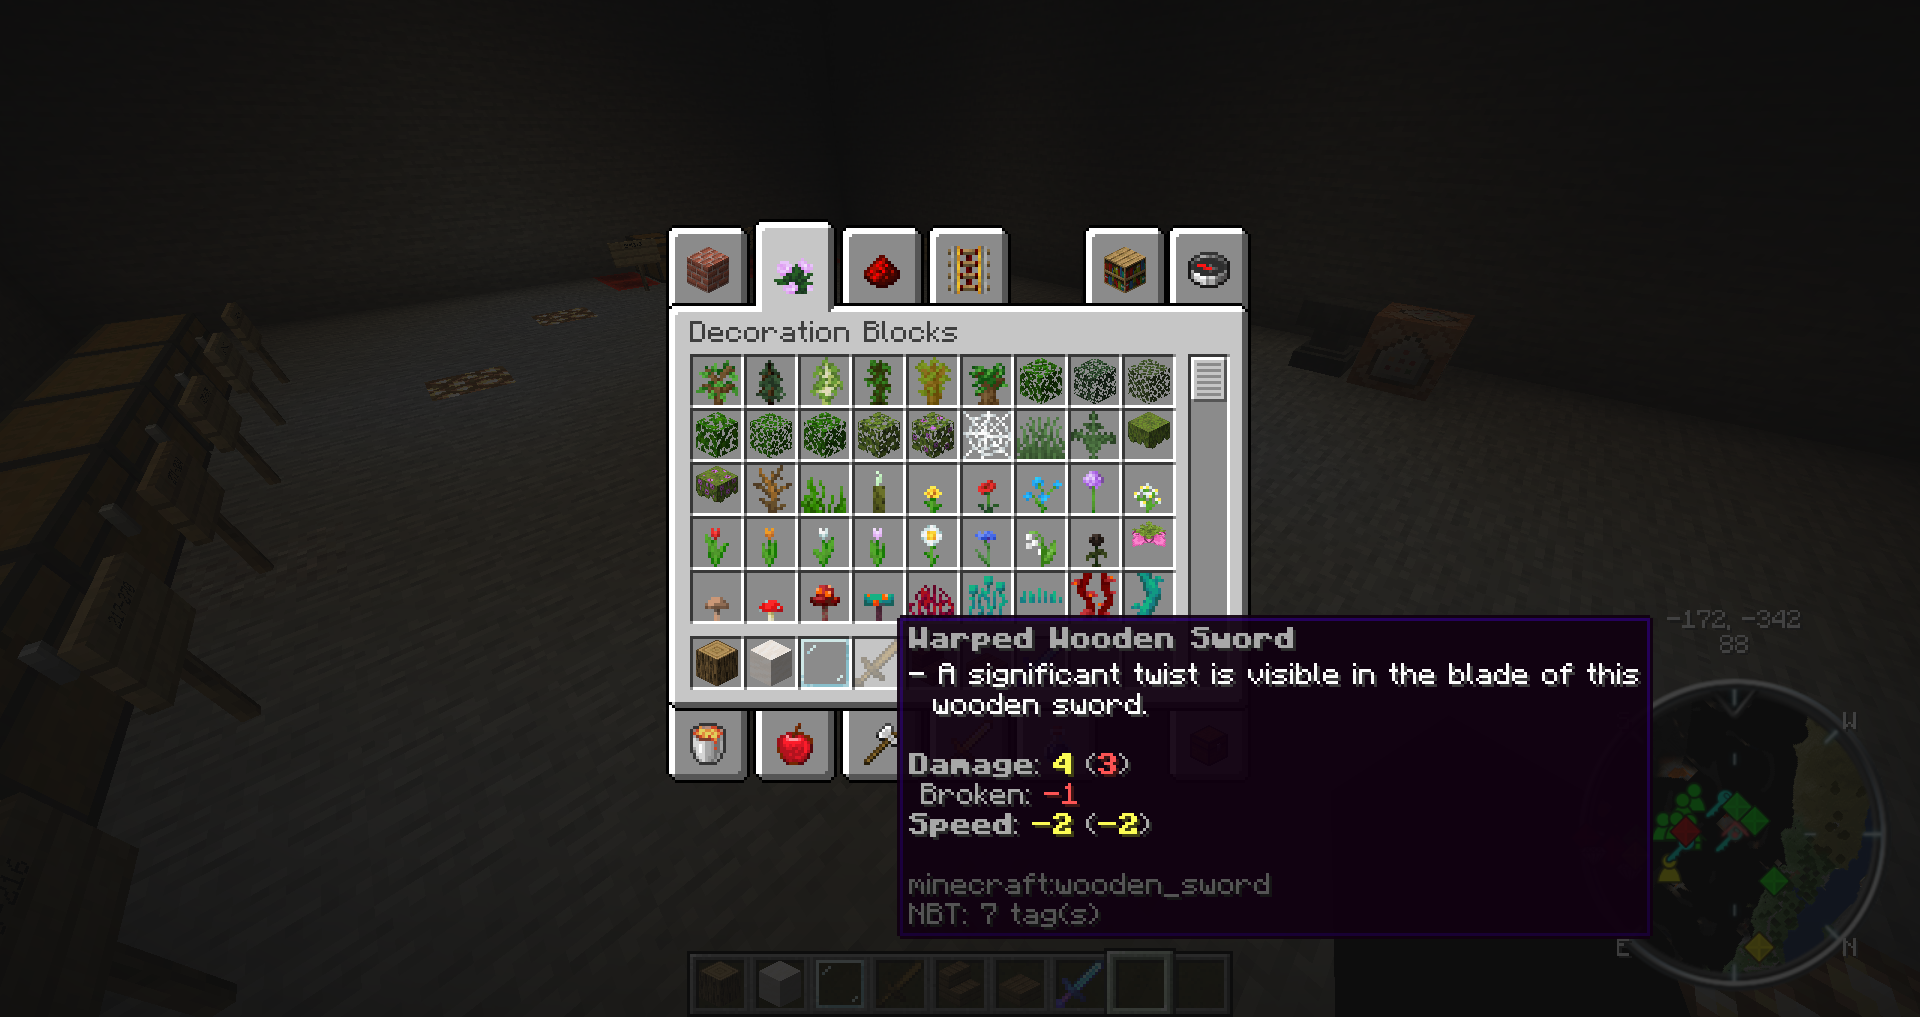 Decoration Blocks
Warped Wooden Sword
- A significant twist is visible in the blade of this
wooden sword.
Damage: 4 (3)
Broken: -1
Speed: -2 (-2)
minecraft:wooden_sword
NBT: 7 tag(s)
-172, -342
88
W
E
N